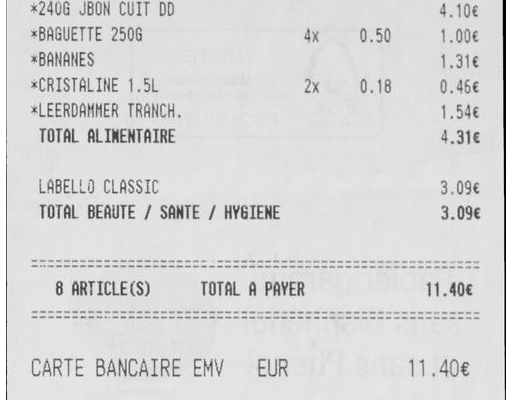 *240G JBON CUIT DD 4.10€
*BAGUETTE 250G 4x 0.50 1.00€
*BANANES 1.31€
*CRISTALINE 1.5L 2x 0.18 0.46€
*LEERDAMMER TRANCH. 1.54€
TOTAL ALIMENTAIRE 4.31€
LABELLO CLASSIC 3.09€
TOTAL BEAUTE / SANTE / HYGIENE 3.09€
8 ARTICLE(S) TOTAL A PAYER 11.40€
CARTE BANCAIRE EMV EUR 11.40€